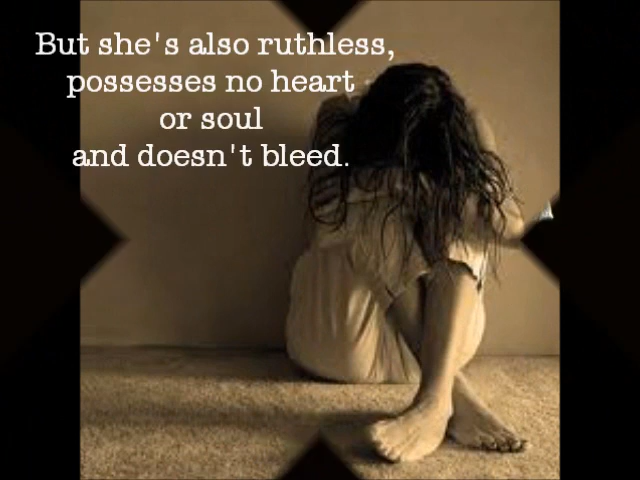 But she's also ruthless,
possesses no heart
or soul
and doesn't bleed.